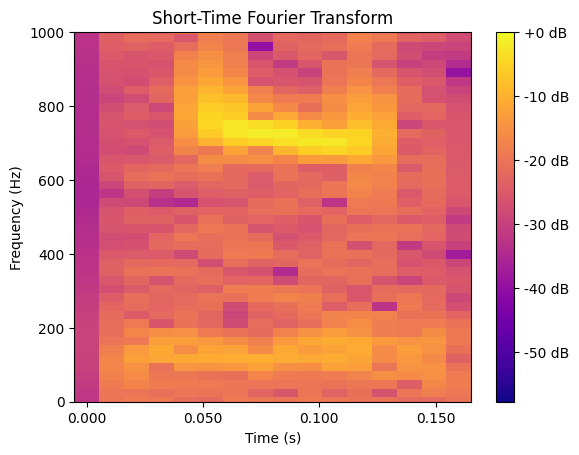 Short-Time Fourier Transform
1000
800
600
400
200
0
Frequency (Hz)
0.000
0.050
0.100
0.150
Time (s)
+0 dB
-10 dB
-20 dB
-30 dB
-40 dB
-50 dB